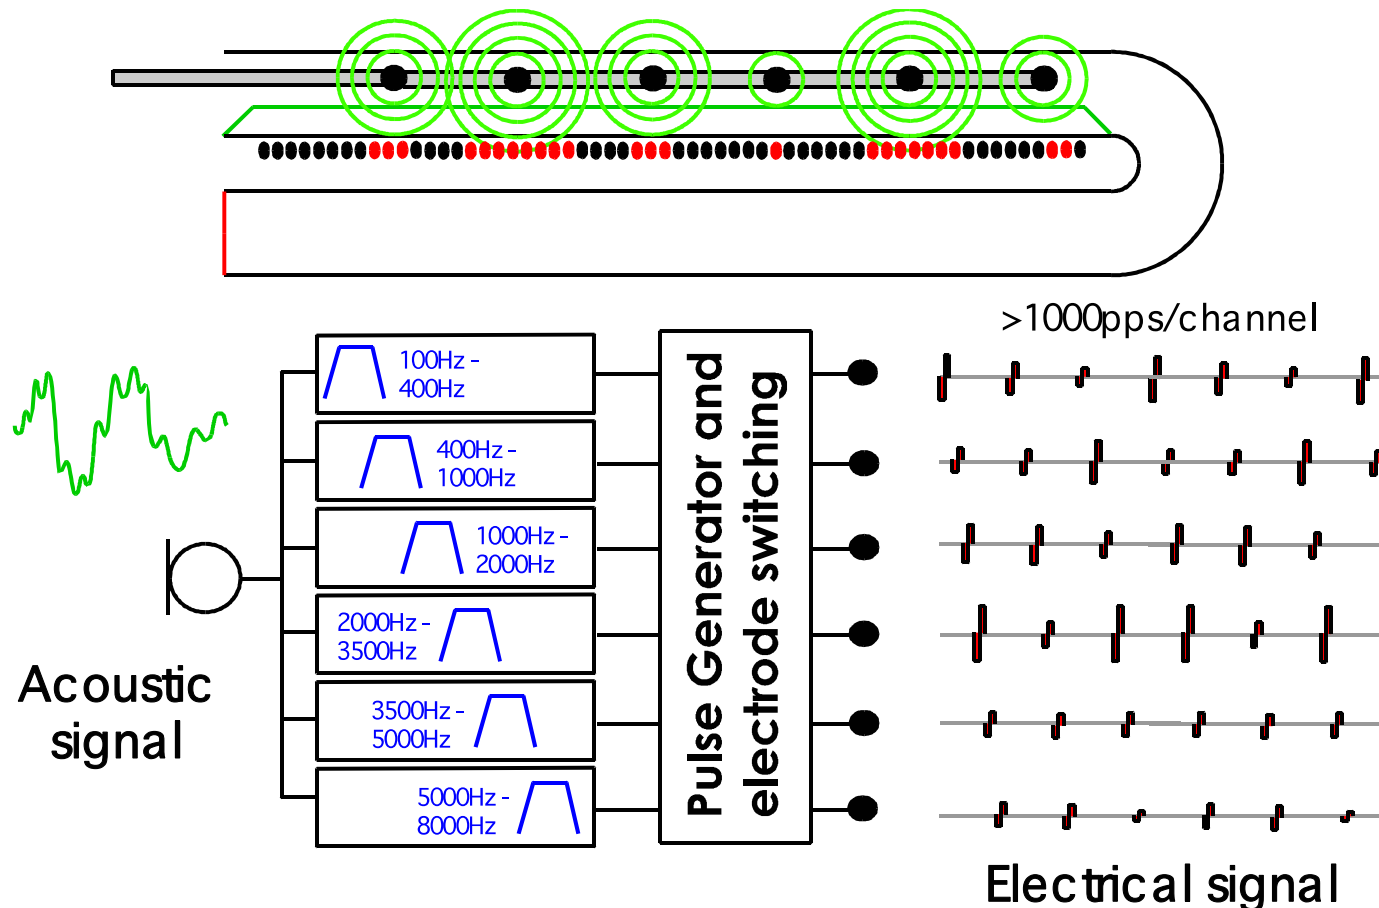 >1000pps/channel
100Hz -
400Hz
400Hz -
1000Hz
1000Hz -
2000Hz
2000Hz -
3500Hz
3500Hz -
5000Hz
5000Hz -
8000Hz
Pulse Generator and
electrode switching
Acoustic
signal
Electrical signal